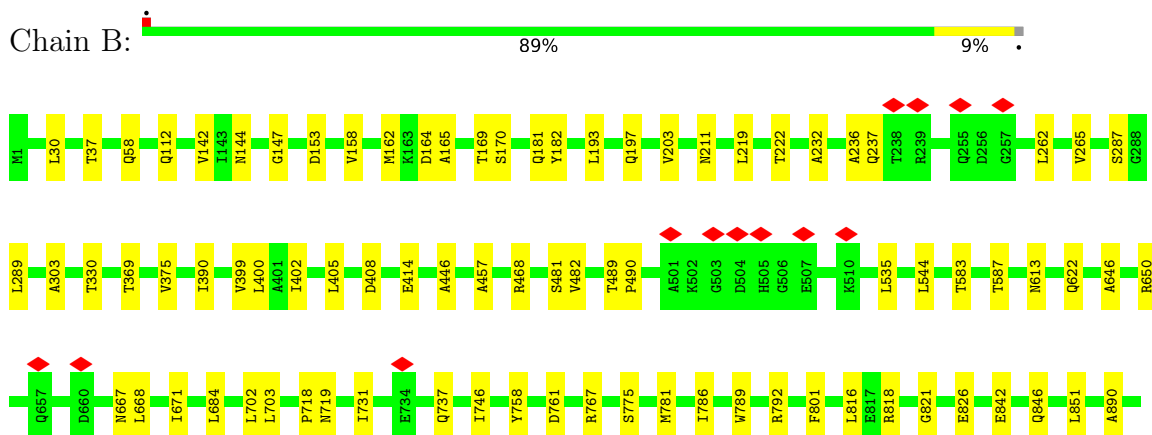 Chain B: 89% 9%
M1 L30 T37 Q58 Q112 V142 I143 N144 G147 D153 V158 M162 K163 D164 A165 T169 S170 Q181 Y182 L193 Q197 V203 N211 L219 T222 A232 A236 Q237 T238 R239 Q255 D256 G257 L262 V265 S287 G288
L289 A303 T330 T369 V375 I390 V399 L400 A401 I402 L405 D408 E414 A446 A457 R468 S481 V482 T489 P490 A501 K502 G503 D504 H505 G506 E507 K510 L535 L544 T583 T587 N613 Q622 A646 R650
Q657 D660 N667 L668 I671 L684 L702 L703 P718 N719 I731 E734 Q737 I746 Y758 D761 R767 S775 M781 I786 W789 R792 F801 L816 E817 R818 G821 E826 E842 Q846 L851 A890